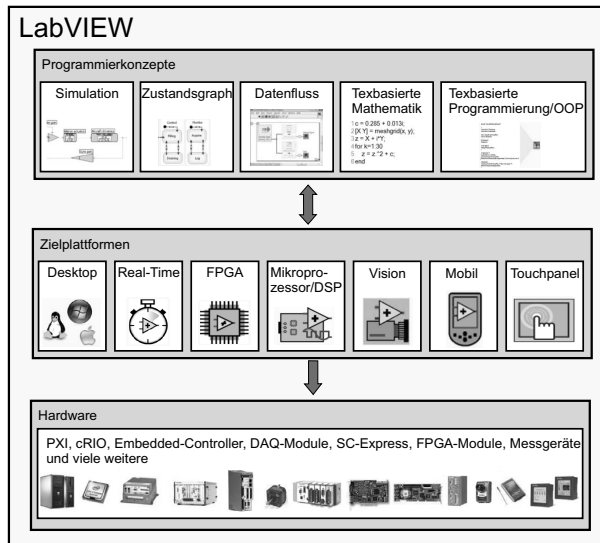 LabVIEW
Programmierkonzepte
Simulation
Zustandsgraph
Datenfluss
Texbasierte
Mathematik
1 c = 0.285 + 0.013i;
2 [X Y] = meshgrid(x, y);
3 z = X + i*Y;
4 for k=1:30
5 z = z.^2 + c;
6 end
Texbasierte
Programmierung/OOP
Zielplattformen
Desktop
Real-Time
FPGA
Mikropro-
zessor/DSP
Vision
Mobil
Touchpanel
Hardware
PXI, cRIO, Embedded-Controller, DAQ-Module, SC-Express, FPGA-Module, Messgeräte
und viele weitere